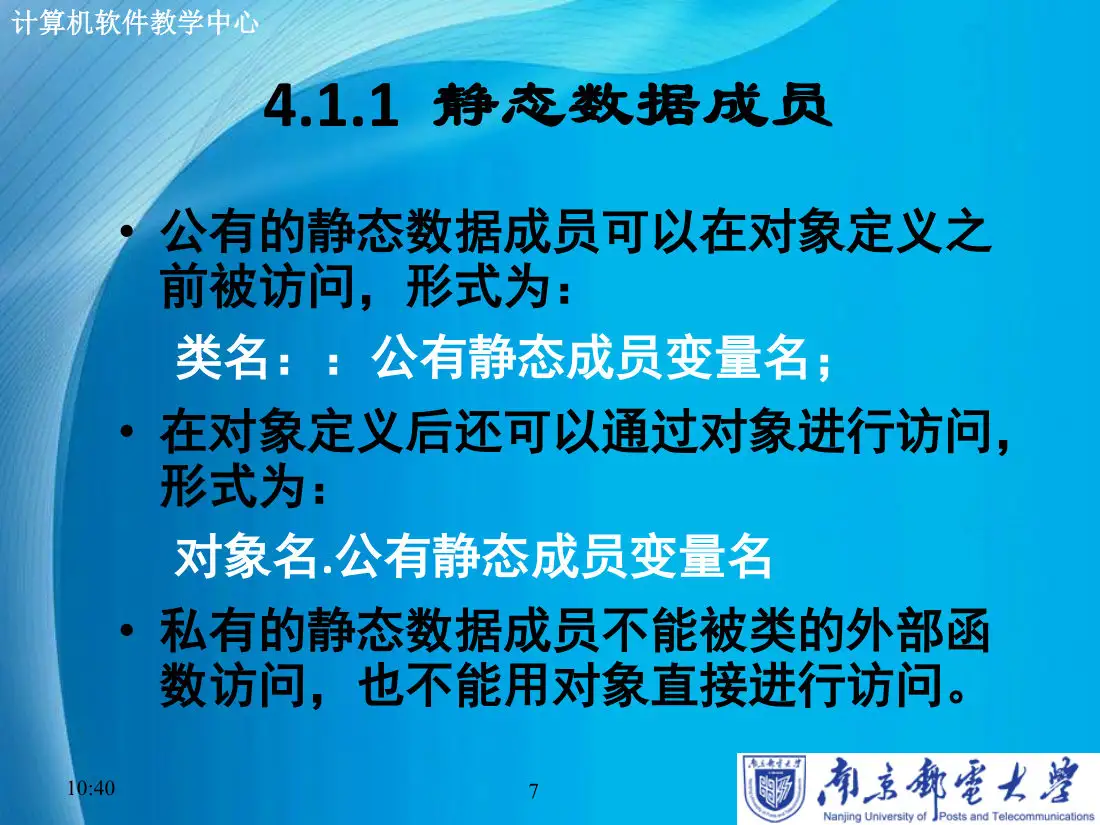 计算机软件教学中心
4.1.1 静态数据成员
• 公有的静态数据成员可以在对象定义之
前被访问，形式为：
类名：：公有静态成员变量名；
• 在对象定义后还可以通过对象进行访问，
形式为：
对象名.公有静态成员变量名
• 私有的静态数据成员不能被类的外部函
数访问，也不能用对象直接进行访问。
10:40
7
南京邮电大学
南京郵電大學
Nanjing University of Posts and Telecommunications